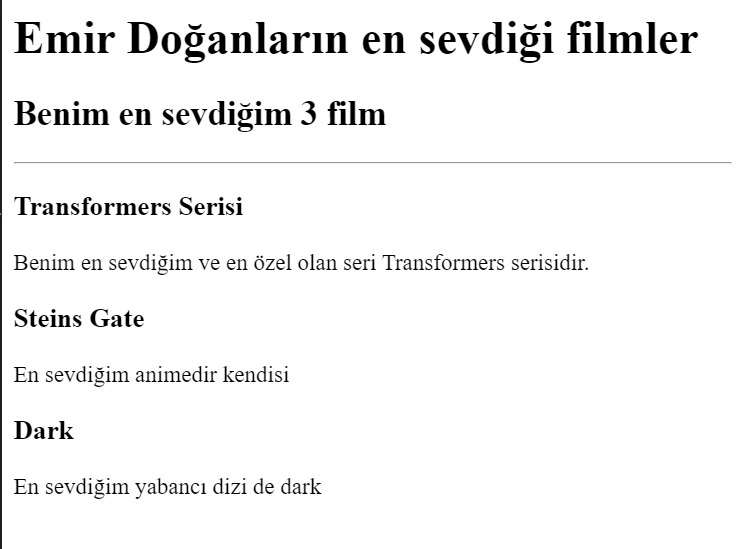 Emir Doğanların en sevdiği filmler
Benim en sevdiğim 3 film
Transformers Serisi
Benim en sevdiğim ve en özel olan seri Transformers serisidir.
Steins Gate
En sevdiğim animedir kendisi
Dark
En sevdiğim yabancı dizi de dark